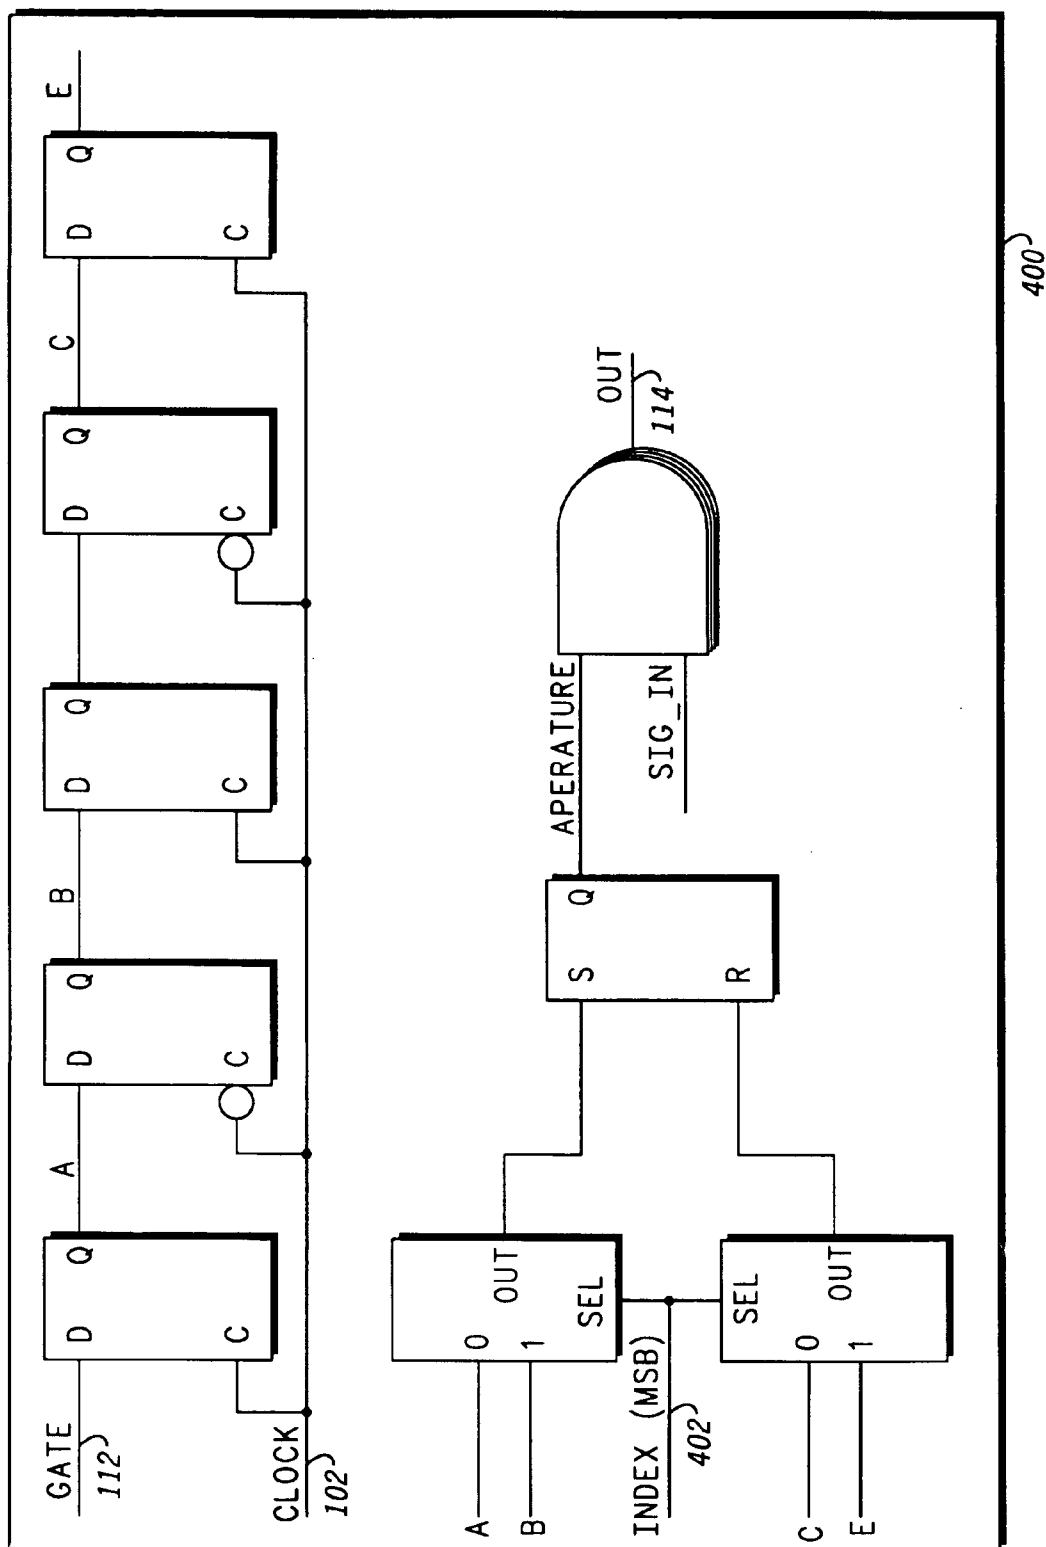 GATE
112
D Q
C
A
D Q
C
B
D Q
C
D Q
C
C
D Q
C
E
CLOCK
102
A
B
0
1
OUT
SEL
INDEX (MSB)
402
C
E
SEL
0
1
OUT
S Q
R
APERATURE
SIG_IN
OUT
114
400